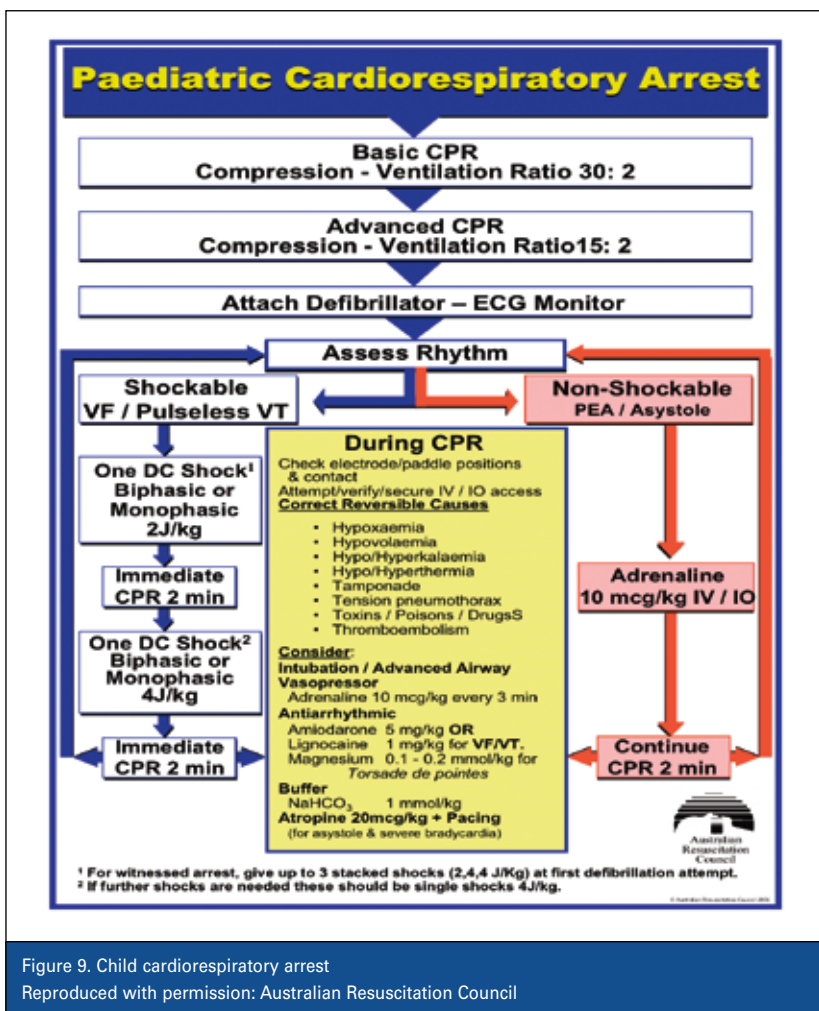 Paediatric Cardiorespiratory Arrest
Basic CPR
Compression - Ventilation Ratio 30: 2
Advanced CPR
Compression - Ventilation Ratio15: 2
Attach Defibrillator – ECG Monitor
Assess Rhythm
Shockable
VF / Pulseless VT
Non-Shockable
PEA / Asystole
One DC Shock¹
Biphasic or
Monophasic
2J/kg
Immediate
CPR 2 min
One DC Shock²
Biphasic or
Monophasic
4J/kg
Immediate
CPR 2 min
During CPR
Check electrode/paddle positions
& contact
Attempt/verify/secure IV / IO access
Correct Reversible Causes
• Hypoxaemia
• Hypovolaemia
• Hypo/Hyperkalaemia
• Hypo/Hyperthermia
• Tamponade
• Tension pneumothorax
• Toxins / Poisons / DrugsS
• Thromboembolism
Consider:
Intubation / Advanced Airway
Vasopressor
Adrenaline 10 mcg/kg every 3 min
Antiarrhythmic
Amiodarone 5 mg/kg OR
Lignocaine 1 mg/kg for VF/VT.
Magnesium 0.1 - 0.2 mmol/kg for
Torsade de pointes
Buffer
NaHCO₃ 1 mmol/kg
Atropine 20mcg/kg + Pacing
(for asystole & severe bradycardia)
Adrenaline
10 mcg/kg IV / IO
Continue
CPR 2 min
Australian
Resuscitation
Council
¹ For witnessed arrest, give up to 3 stacked shocks (2,4,4 J/Kg) at first defibrillation attempt.
² If further shocks are needed these should be single shocks 4J/kg.
© Australian Resuscitation Council
Figure 9. Child cardiorespiratory arrest
Reproduced with permission: Australian Resuscitation Council